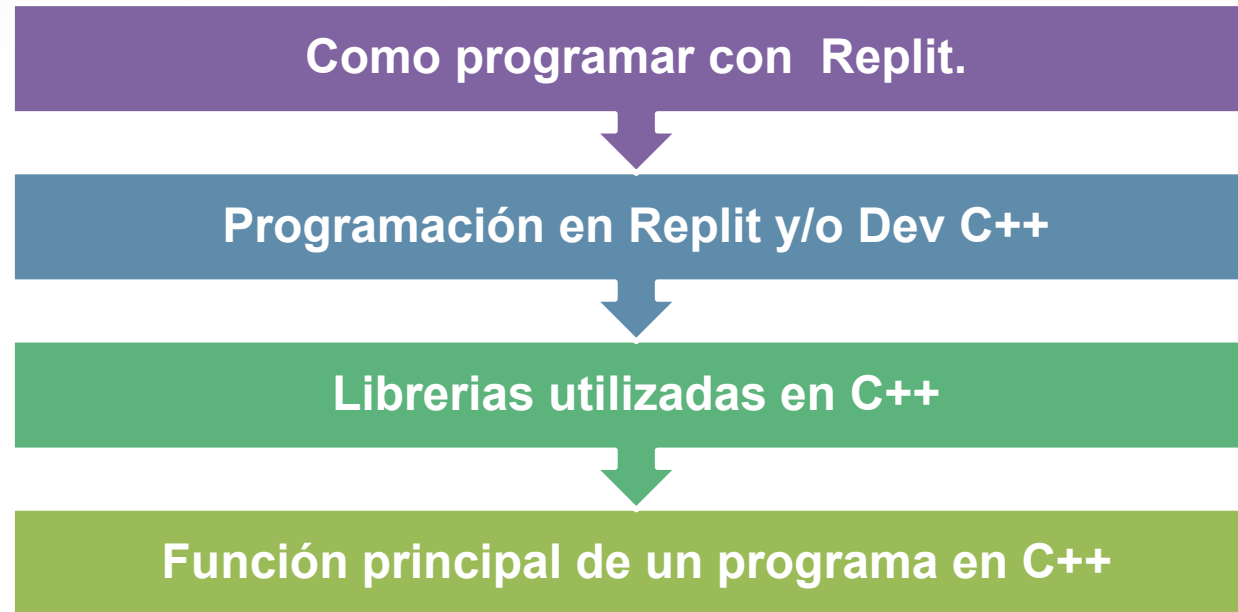 Como programar con  Replit.
Programación en Replit y/o Dev C++
Librerias utilizadas en C++
Función principal de un programa en C++